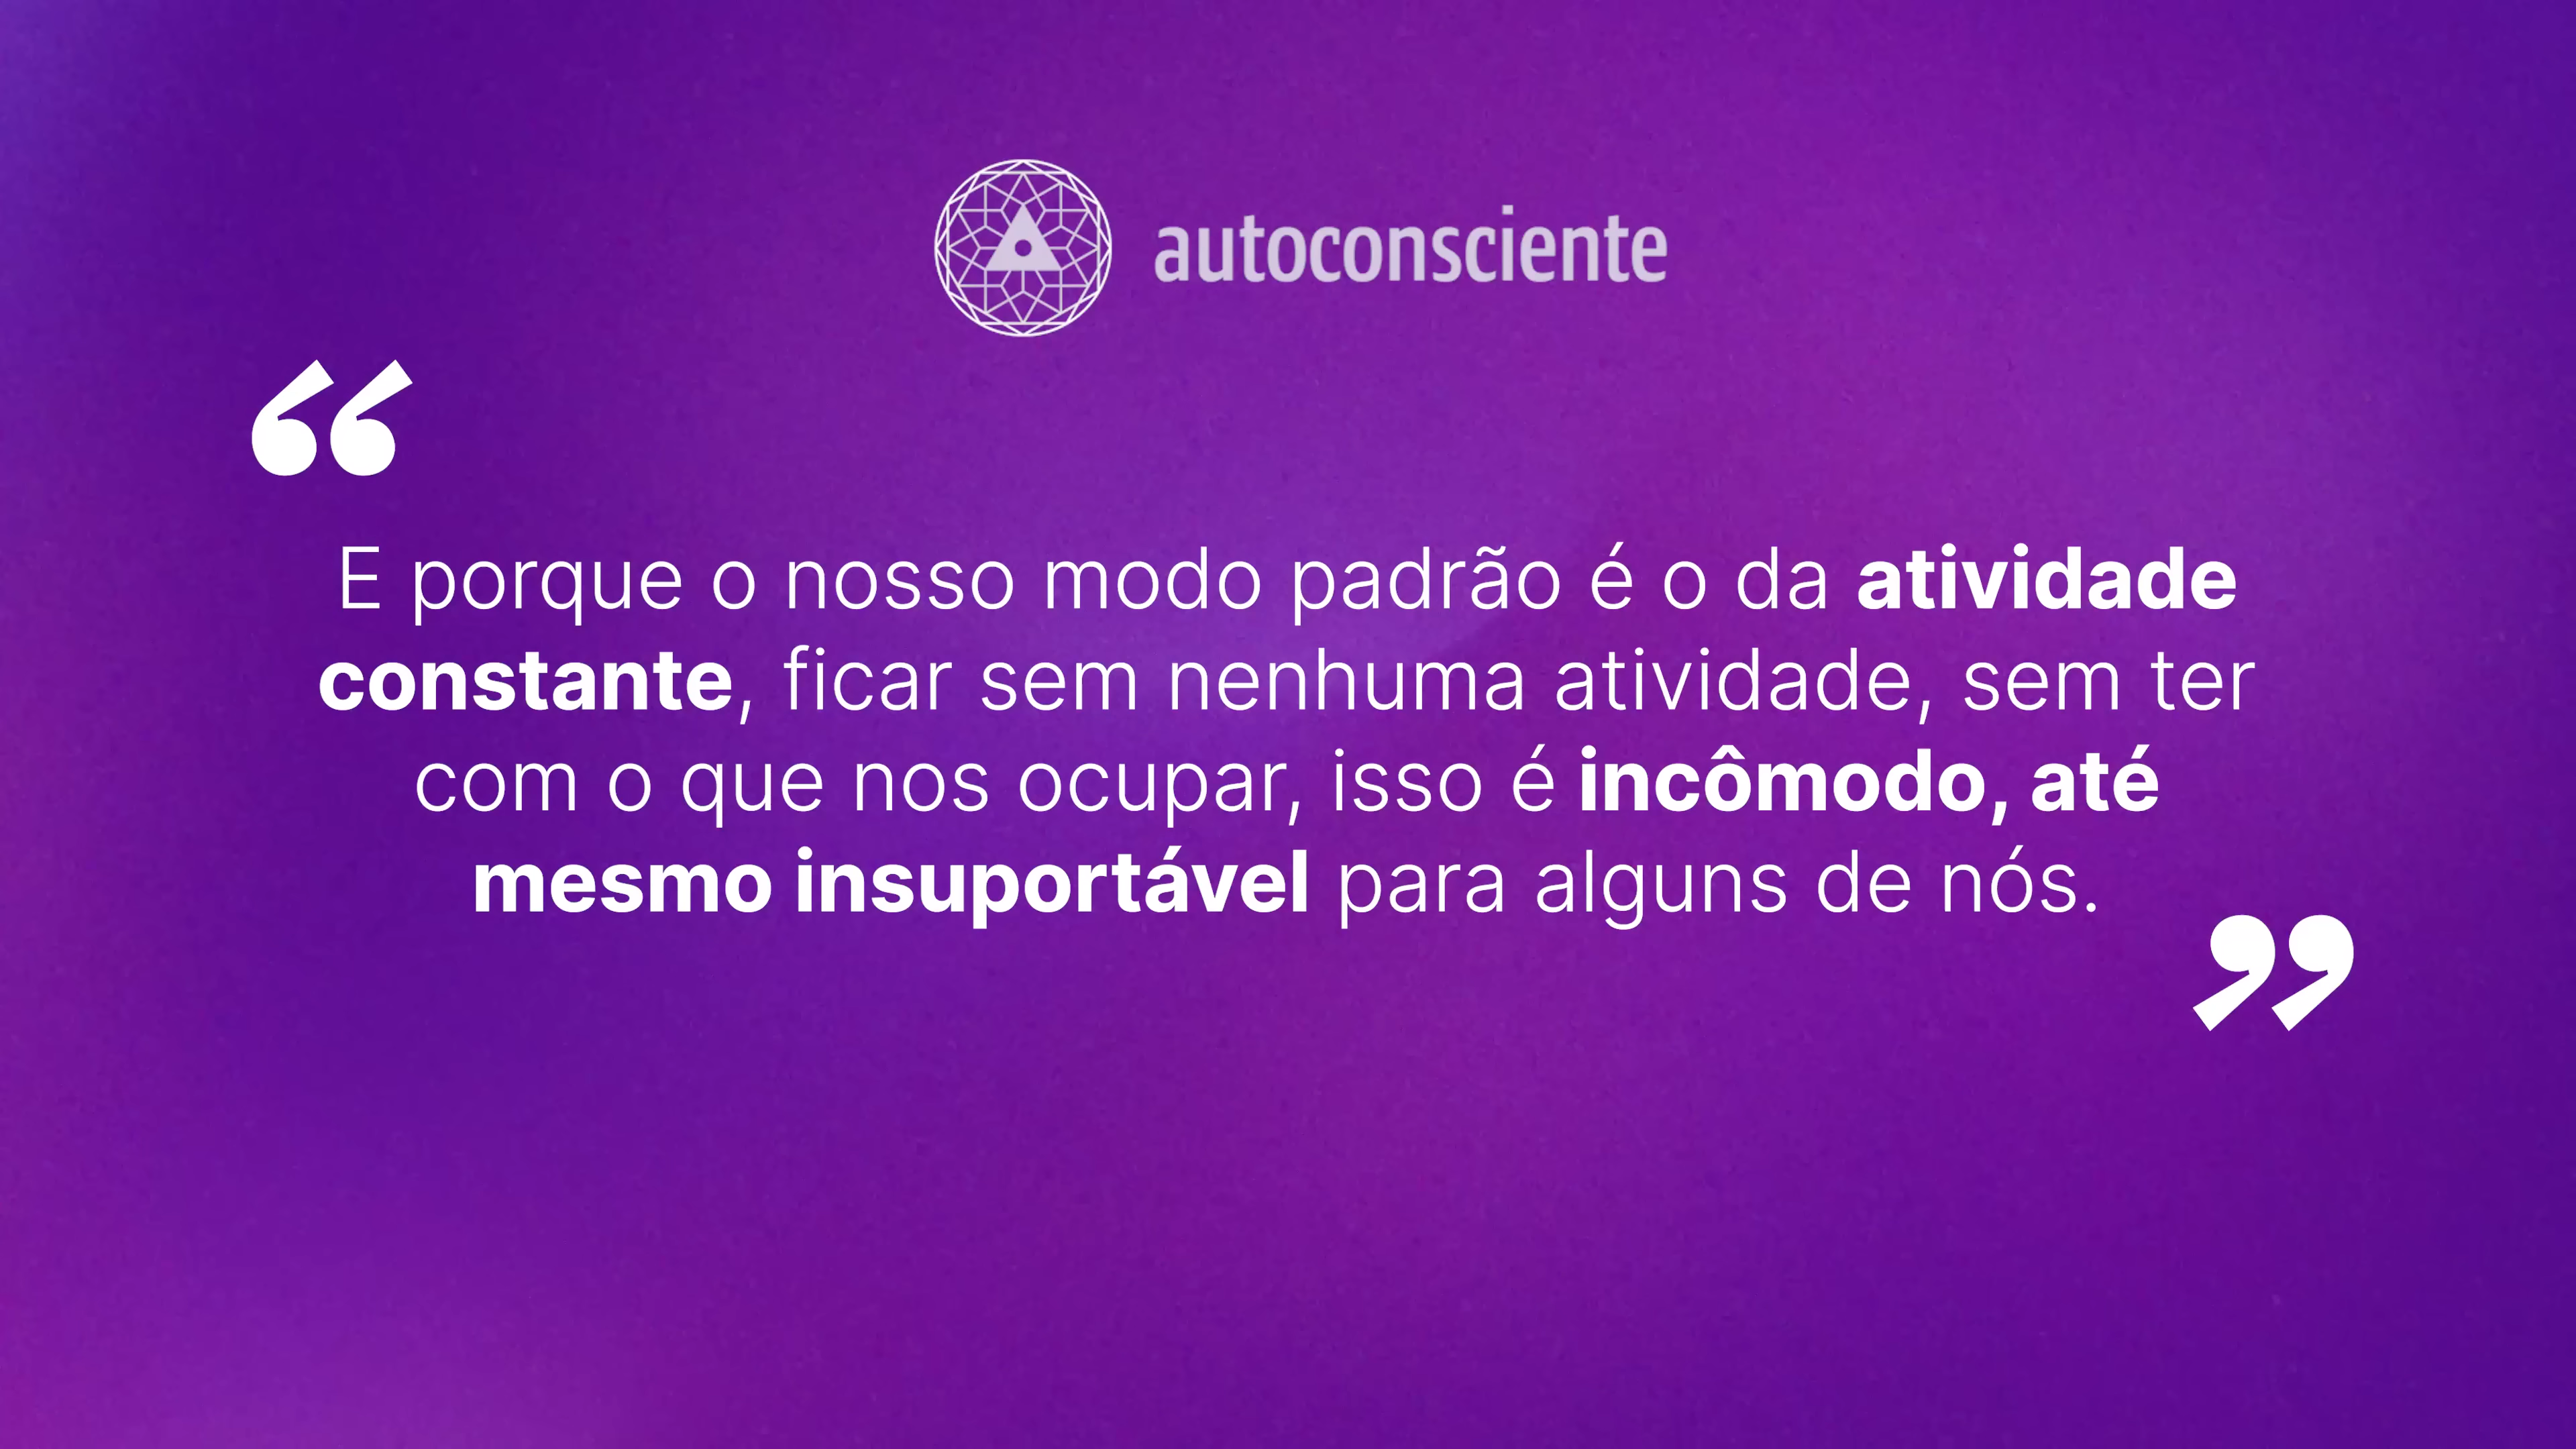 autoconsciente
“
E porque o nosso modo padrão é o da atividade
constante, ficar sem nenhuma atividade, sem ter
com o que nos ocupar, isso é incômodo, até
mesmo insuportável para alguns de nós.
”